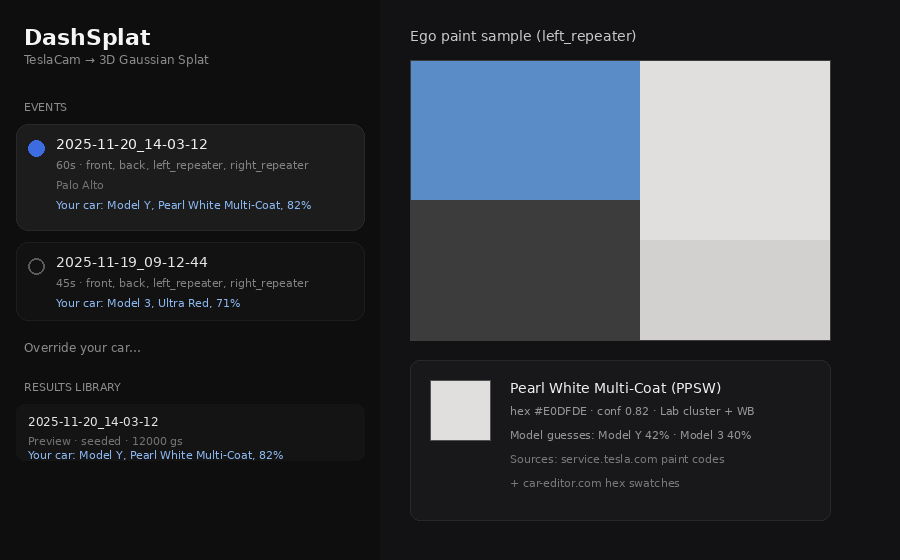 DashSplat
TeslaCam → 3D Gaussian Splat
EVENTS
2025-11-20_14-03-12
60s · front, back, left_repeater, right_repeater
Palo Alto
Your car: Model Y, Pearl White Multi-Coat, 82%
2025-11-19_09-12-44
45s · front, back, left_repeater, right_repeater
Your car: Model 3, Ultra Red, 71%
Override your car...
RESULTS LIBRARY
2025-11-20_14-03-12
Preview · seeded · 12000 gs
Your car: Model Y, Pearl White Multi-Coat, 82%
Ego paint sample (left_repeater)
Pearl White Multi-Coat (PPSW)
hex #E0DFDE · conf 0.82 · Lab cluster + WB
Model guesses: Model Y 42% · Model 3 40%
Sources: service.tesla.com paint codes
+ car-editor.com hex swatches